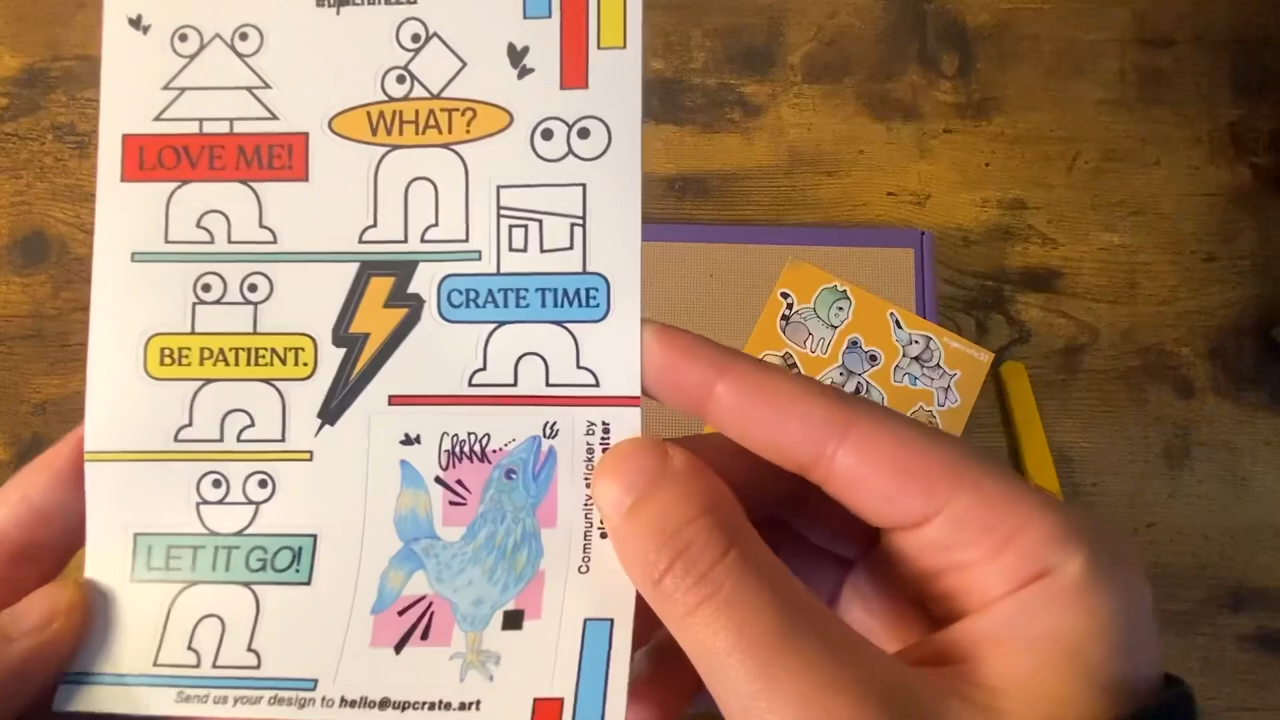 WHAT?
LOVE ME!
CRATE TIME
BE PATIENT.
GRRRR.....
Community sticker by
LET IT GO!
Send us your design to hello@upcrate.art